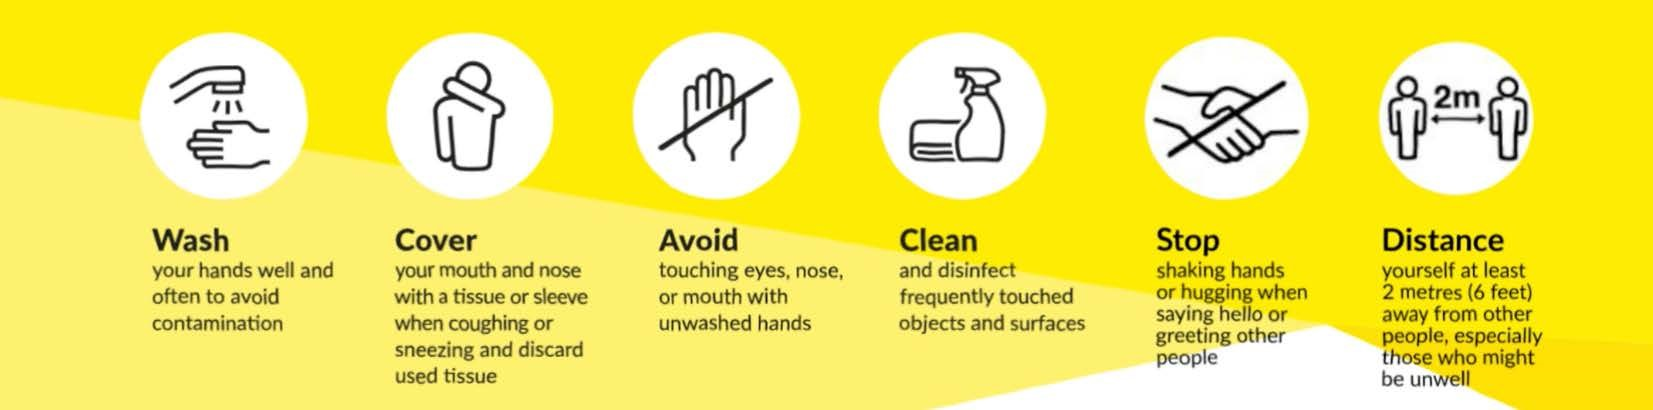 2m
Wash
your hands well and
often to avoid
contamination
Cover
your mouth and nose
with a tissue or sleeve
when coughing or
sneezing and discard
used tissue
Avoid
touching eyes, nose,
or mouth with
unwashed hands
Clean
and disinfect
frequently touched
objects and surfaces
Stop
shaking hands
or hugging when
saying hello or
greeting other
people
Distance
yourself at least
2 metres (6 feet)
away from other
people, especially
those who might
be unwell